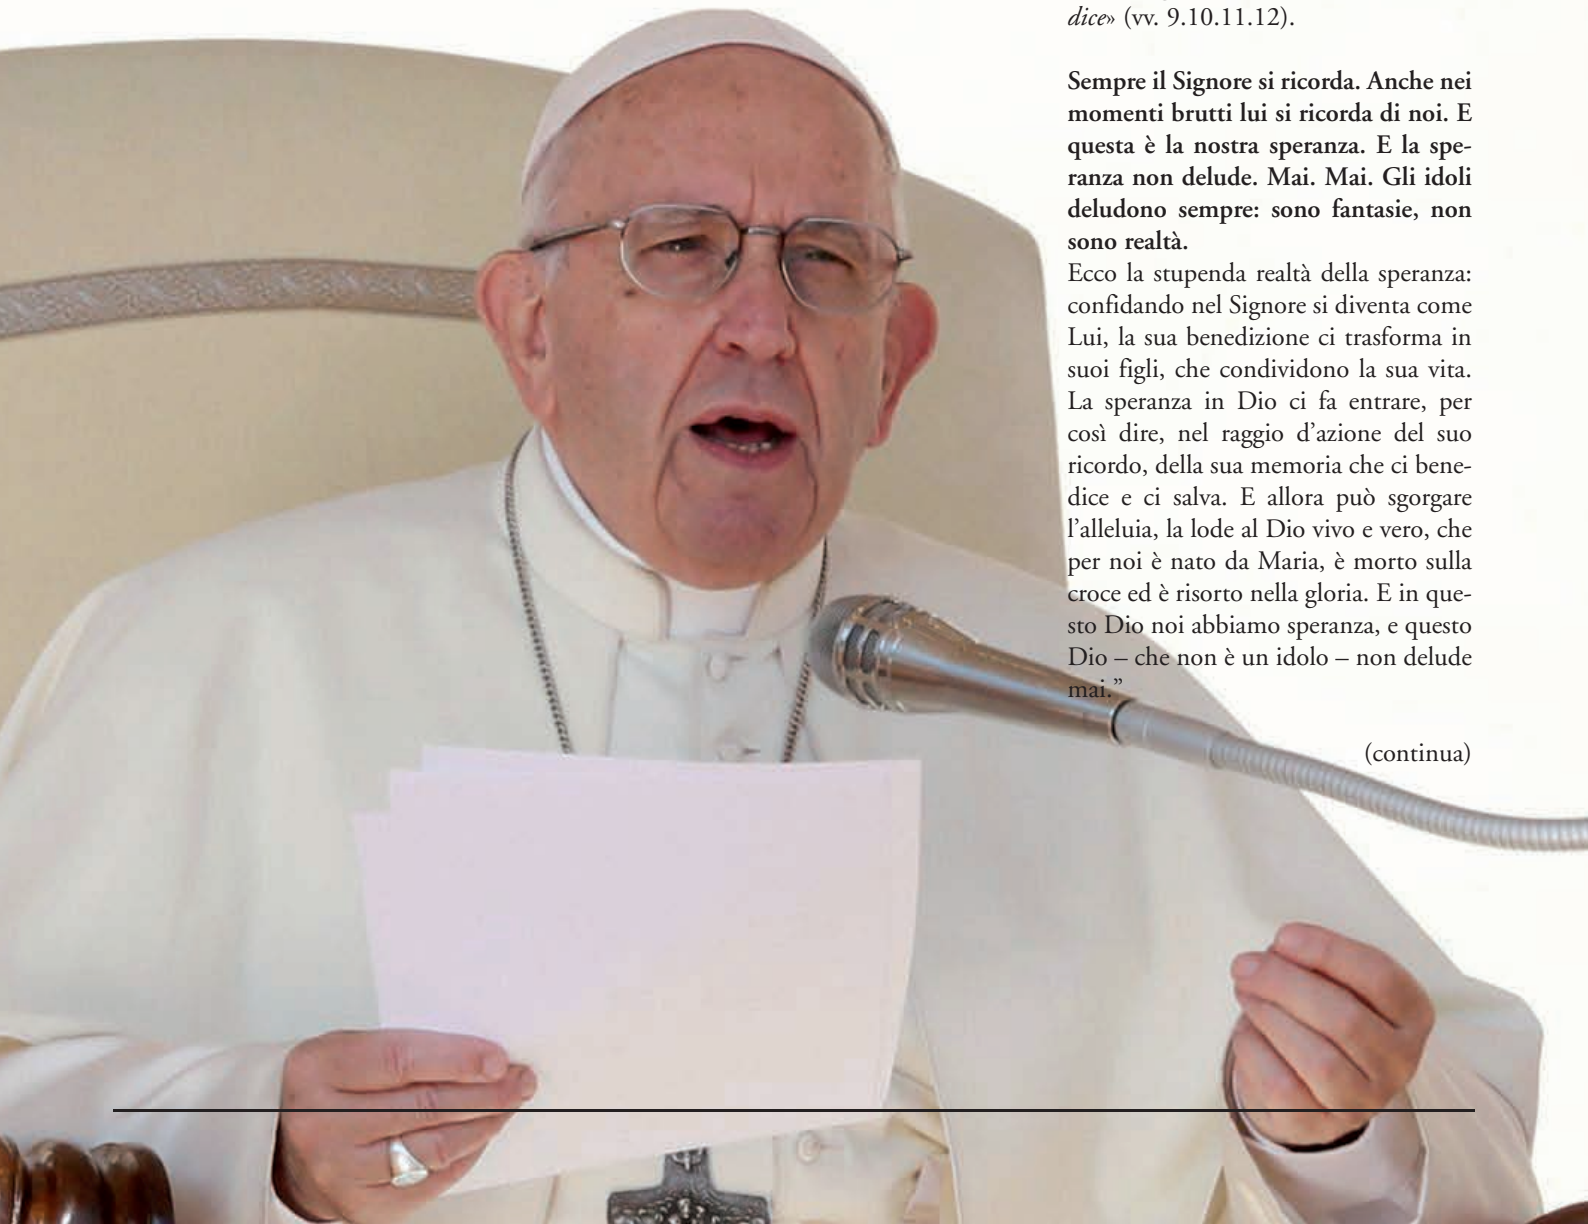 dice» (vv. 9.10.11.12).
Sempre il Signore si ricorda. Anche nei
momenti brutti lui si ricorda di noi. E
questa è la nostra speranza. E la spe-
ranza non delude. Mai. Mai. Gli idoli
deludono sempre: sono fantasie, non
sono realtà.
Ecco la stupenda realtà della speranza:
confidando nel Signore si diventa come
Lui, la sua benedizione ci trasforma in
suoi figli, che condividono la sua vita.
La speranza in Dio ci fa entrare, per
così dire, nel raggio d’azione del suo
ricordo, della sua memoria che ci bene-
dice e ci salva. E allora può sgorgare
l’alleluia, la lode al Dio vivo e vero, che
per noi è nato da Maria, è morto sulla
croce ed è risorto nella gloria. E in que-
sto Dio noi abbiamo speranza, e questo
Dio – che non è un idolo – non delude
mai.”
(continua)